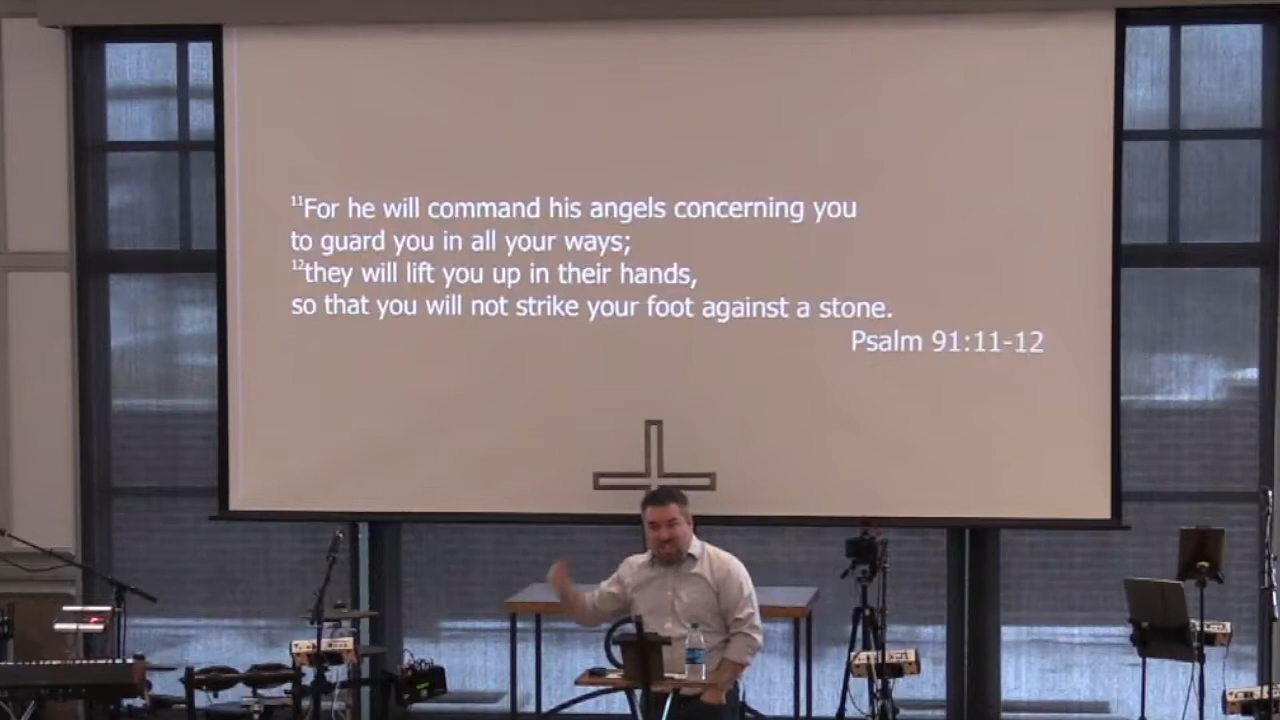 ¹¹For he will command his angels concerning you
to guard you in all your ways;
¹²they will lift you up in their hands,
so that you will not strike your foot against a stone.
Psalm 91:11-12